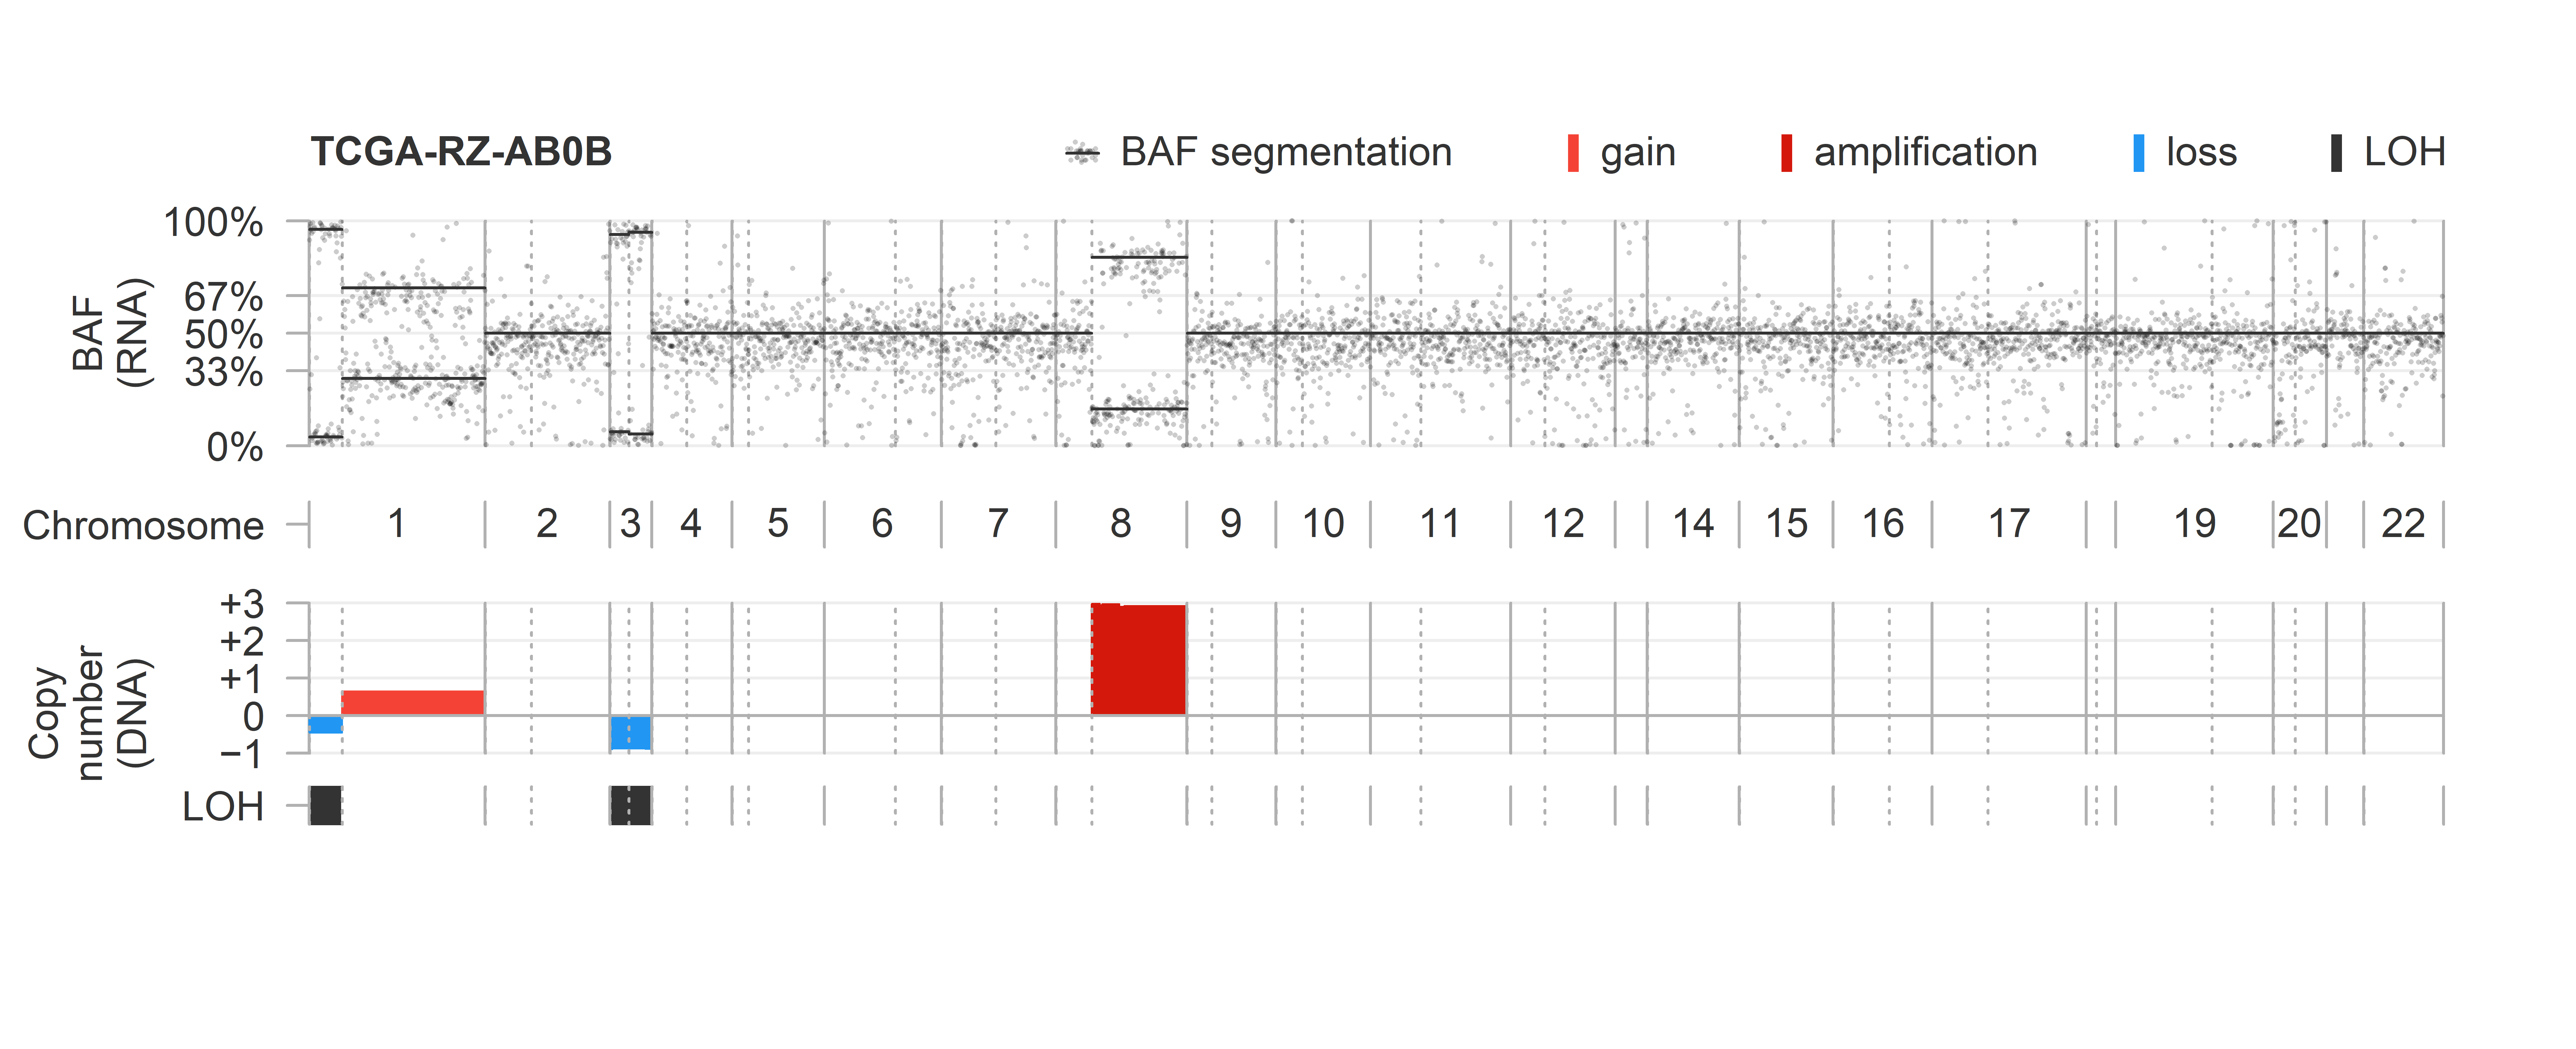 TCGA-RZ-AB0B
BAF segmentation
gain
amplification
loss
LOH
BAF
(RNA)
100%
67%
50%
33%
0%
Chromosome
1 2 3 4 5 6 7 8 9 10 11 12 14 15 16 17 19 20 22
Copy
number
(DNA)
+3
+2
+1
0
−1
LOH